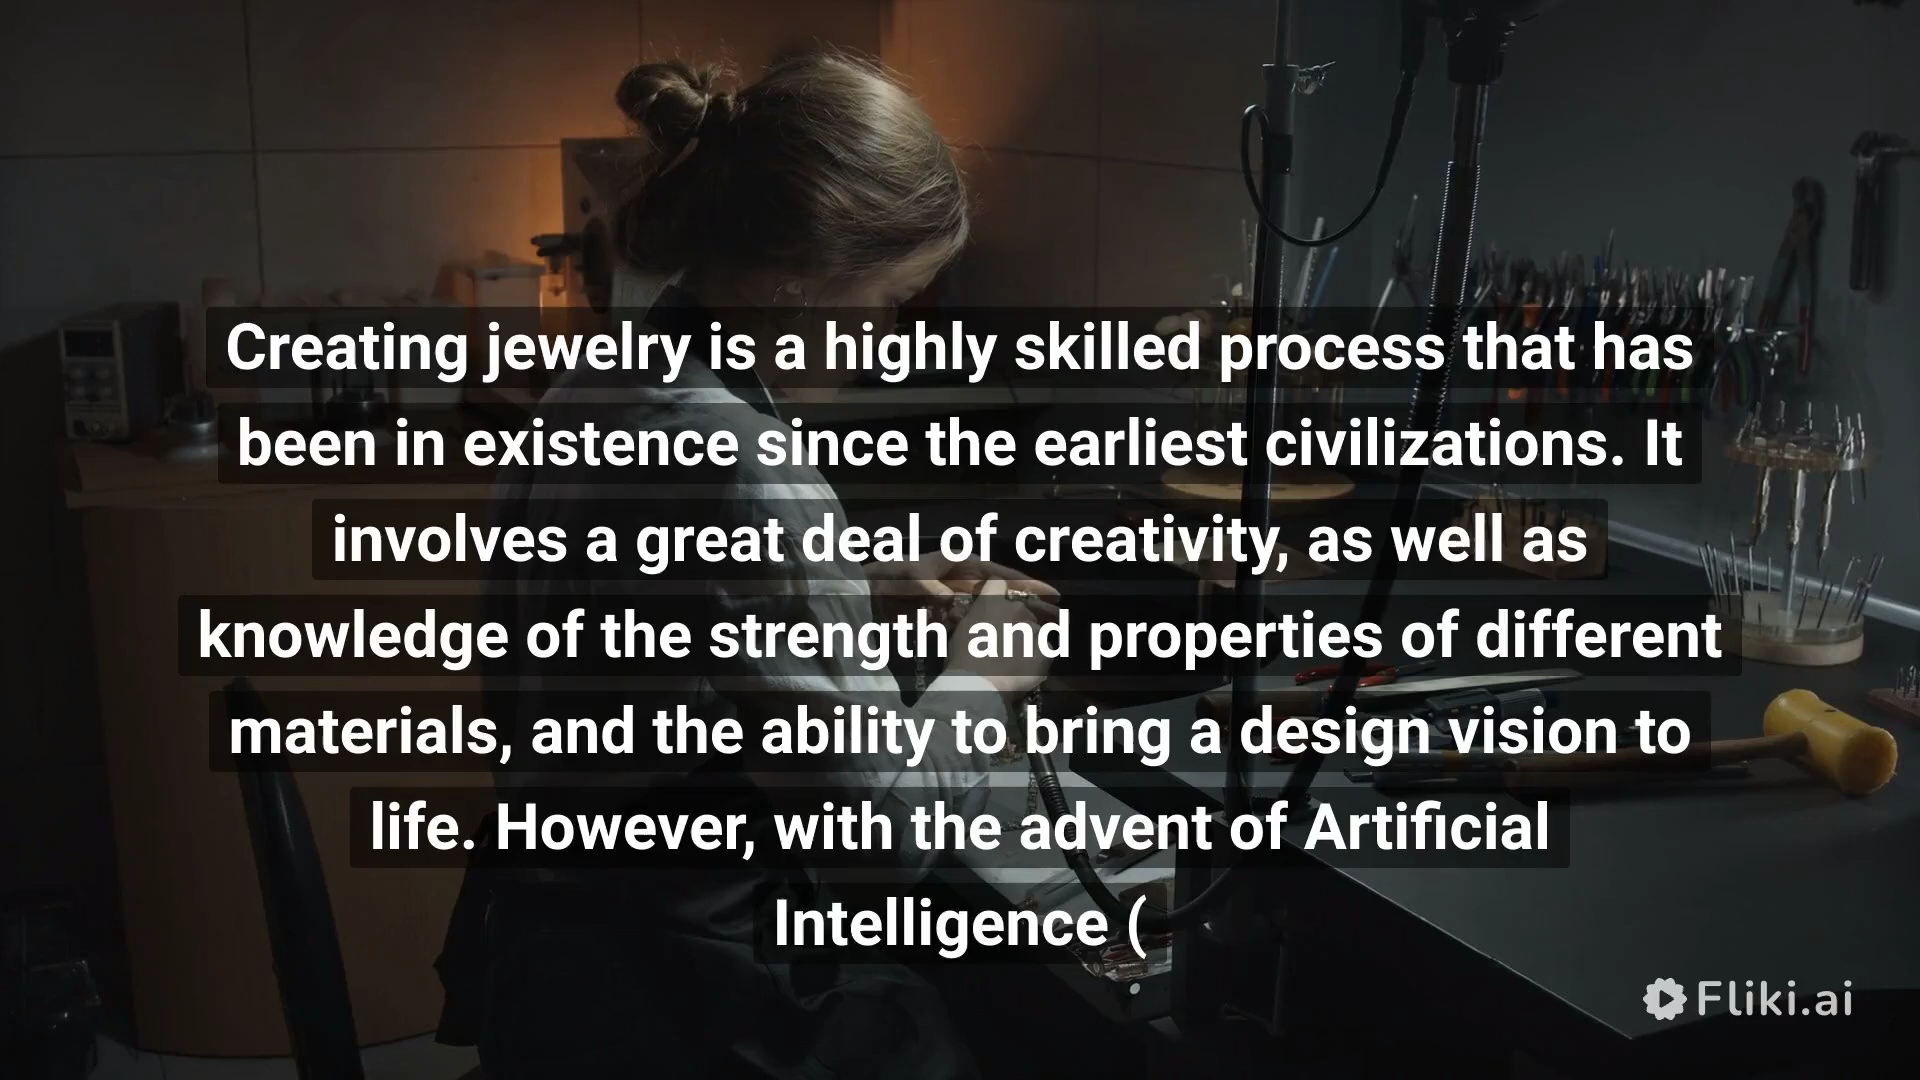 Creating jewelry is a highly skilled process that has
been in existence since the earliest civilizations. It
involves a great deal of creativity, as well as
knowledge of the strength and properties of different
materials, and the ability to bring a design vision to
life. However, with the advent of Artificial
Intelligence (
Fliki.ai